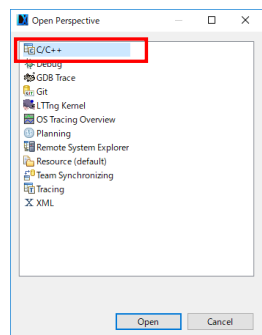 Open Perspective
C/C++
Debug
GDB Trace
Git
LTTng Kernel
OS Tracing Overview
Planning
Remote System Explorer
Resource (default)
Team Synchronizing
Tracing
XML
Open
Cancel